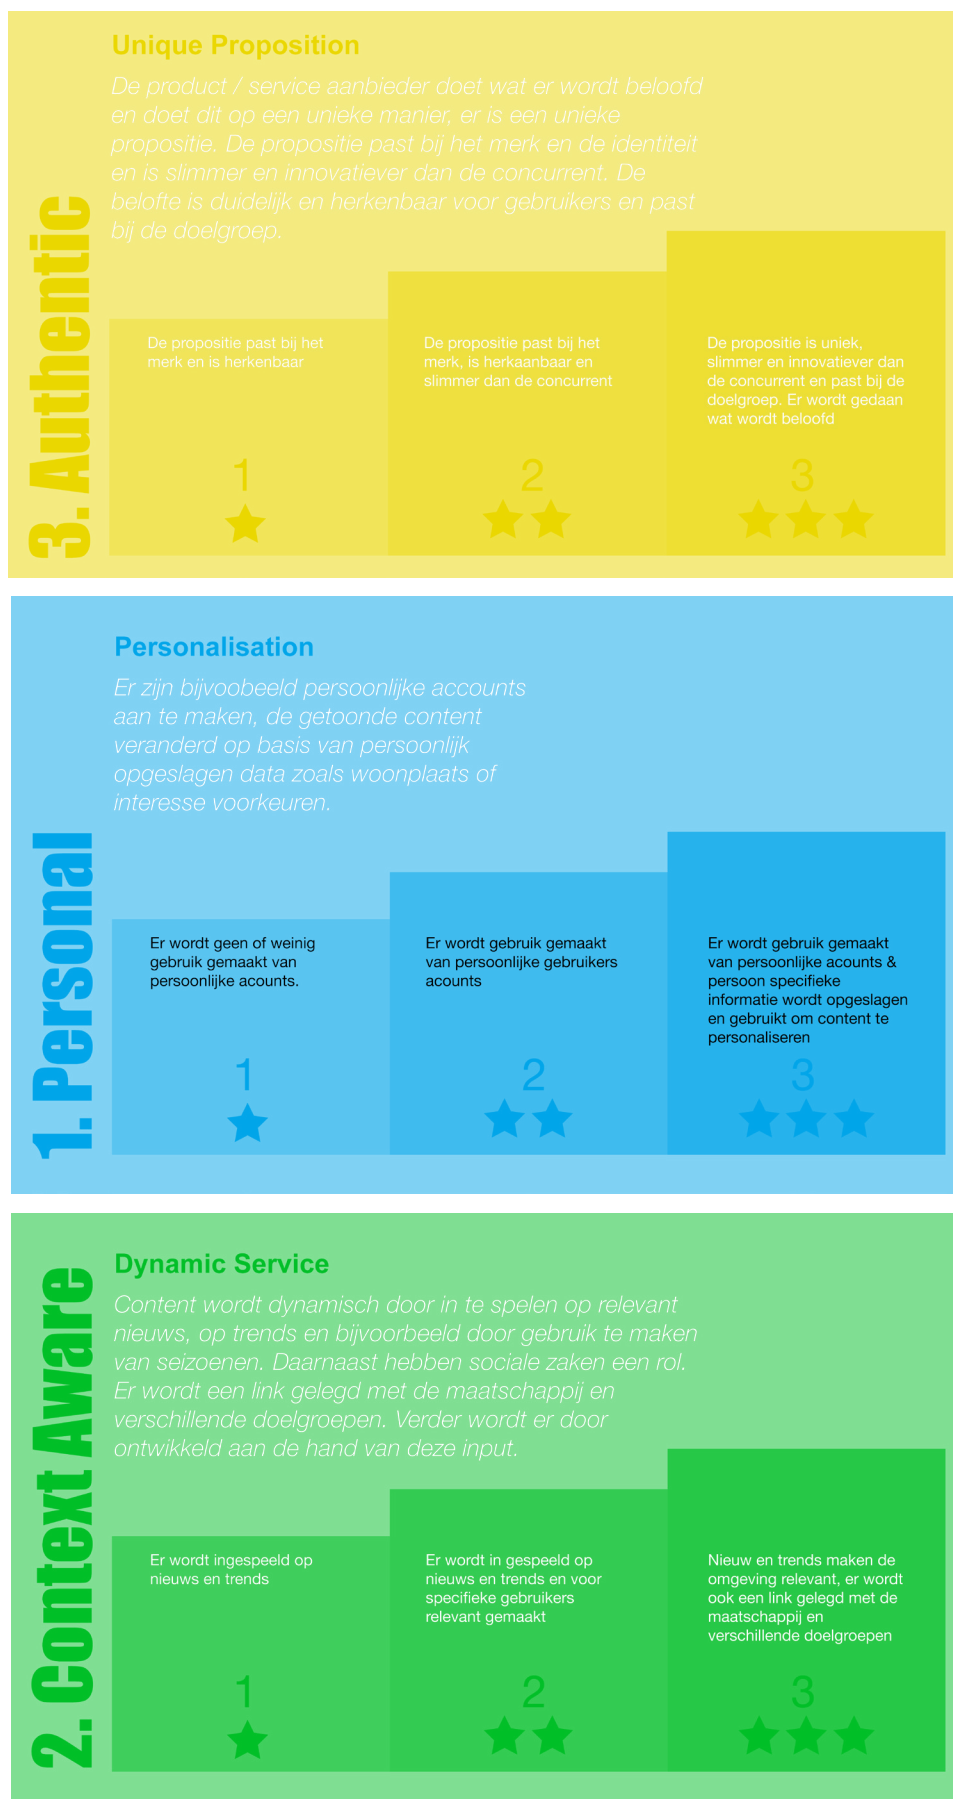 3. Authentic
Unique Proposition
De product / service aanbieder doet wat er wordt beloofd
en doet dit op een unieke manier, er is een unieke
propositie. De propositie past bij het merk en de identiteit
en is slimmer en innovatiever dan de concurrent. De
belofte is duidelijk en herkenbaar voor gebruikers en past
bij de doelgroep.
De propositie past bij het
merk en is herkenbaar
1
De propositie past bij het
merk, is herkaanbaar en
slimmer dan de concurrent
2
De propositie is uniek,
slimmer en innovatiever dan
de concurrent en past bij de
doelgroep. Er wordt gedaan
wat wordt beloofd
3
1. Personal
Personalisation
Er zijn bijvoobeeld persoonlijke accounts
aan te maken, de getoonde content
veranderd op basis van persoonlijk
opgeslagen data zoals woonplaats of
interesse voorkeuren.
Er wordt geen of weinig
gebruik gemaakt van
persoonlijke acounts.
1
Er wordt gebruik gemaakt
van persoonlijke gebruikers
acounts
2
Er wordt gebruik gemaakt
van persoonlijke acounts &
persoon specifieke
informatie wordt opgeslagen
en gebruikt om content te
personaliseren
3
2. Context Aware
Dynamic Service
Content wordt dynamisch door in te spelen op relevant
nieuws, op trends en bijvoorbeeld door gebruik te maken
van seizoenen. Daarnaast hebben sociale zaken een rol.
Er wordt een link gelegd met de maatschappij en
verschillende doelgroepen. Verder wordt er door
ontwikkeld aan de hand van deze input.
Er wordt ingespeeld op
nieuws en trends
1
Er wordt in gespeeld op
nieuws en trends en voor
specifieke gebruikers
relevant gemaakt
2
Nieuw en trends maken de
omgeving relevant, er wordt
ook een link gelegd met de
maatschappij en
verschillende doelgroepen
3